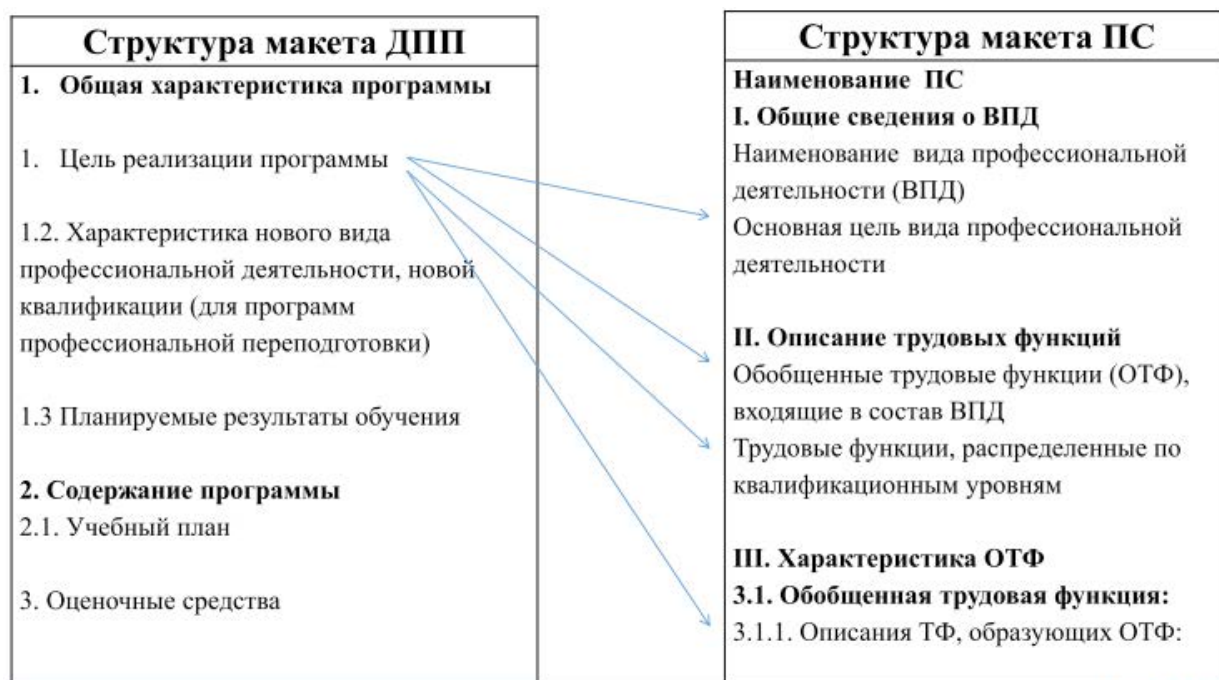 Структура макета ДПП
1. Общая характеристика программы
1. Цель реализации программы
1.2. Характеристика нового вида
профессиональной деятельности, новой
квалификации (для программ
профессиональной переподготовки)
1.3 Планируемые результаты обучения
2. Содержание программы
2.1. Учебный план
3. Оценочные средства
Структура макета ПС
Наименование ПС
I. Общие сведения о ВПД
Наименование вида профессиональной
деятельности (ВПД)
Основная цель вида профессиональной
деятельности
II. Описание трудовых функций
Обобщенные трудовые функции (ОТФ),
входящие в состав ВПД
Трудовые функции, распределенные по
квалификационным уровням
III. Характеристика ОТФ
3.1. Обобщенная трудовая функция:
3.1.1. Описания ТФ, образующих ОТФ: